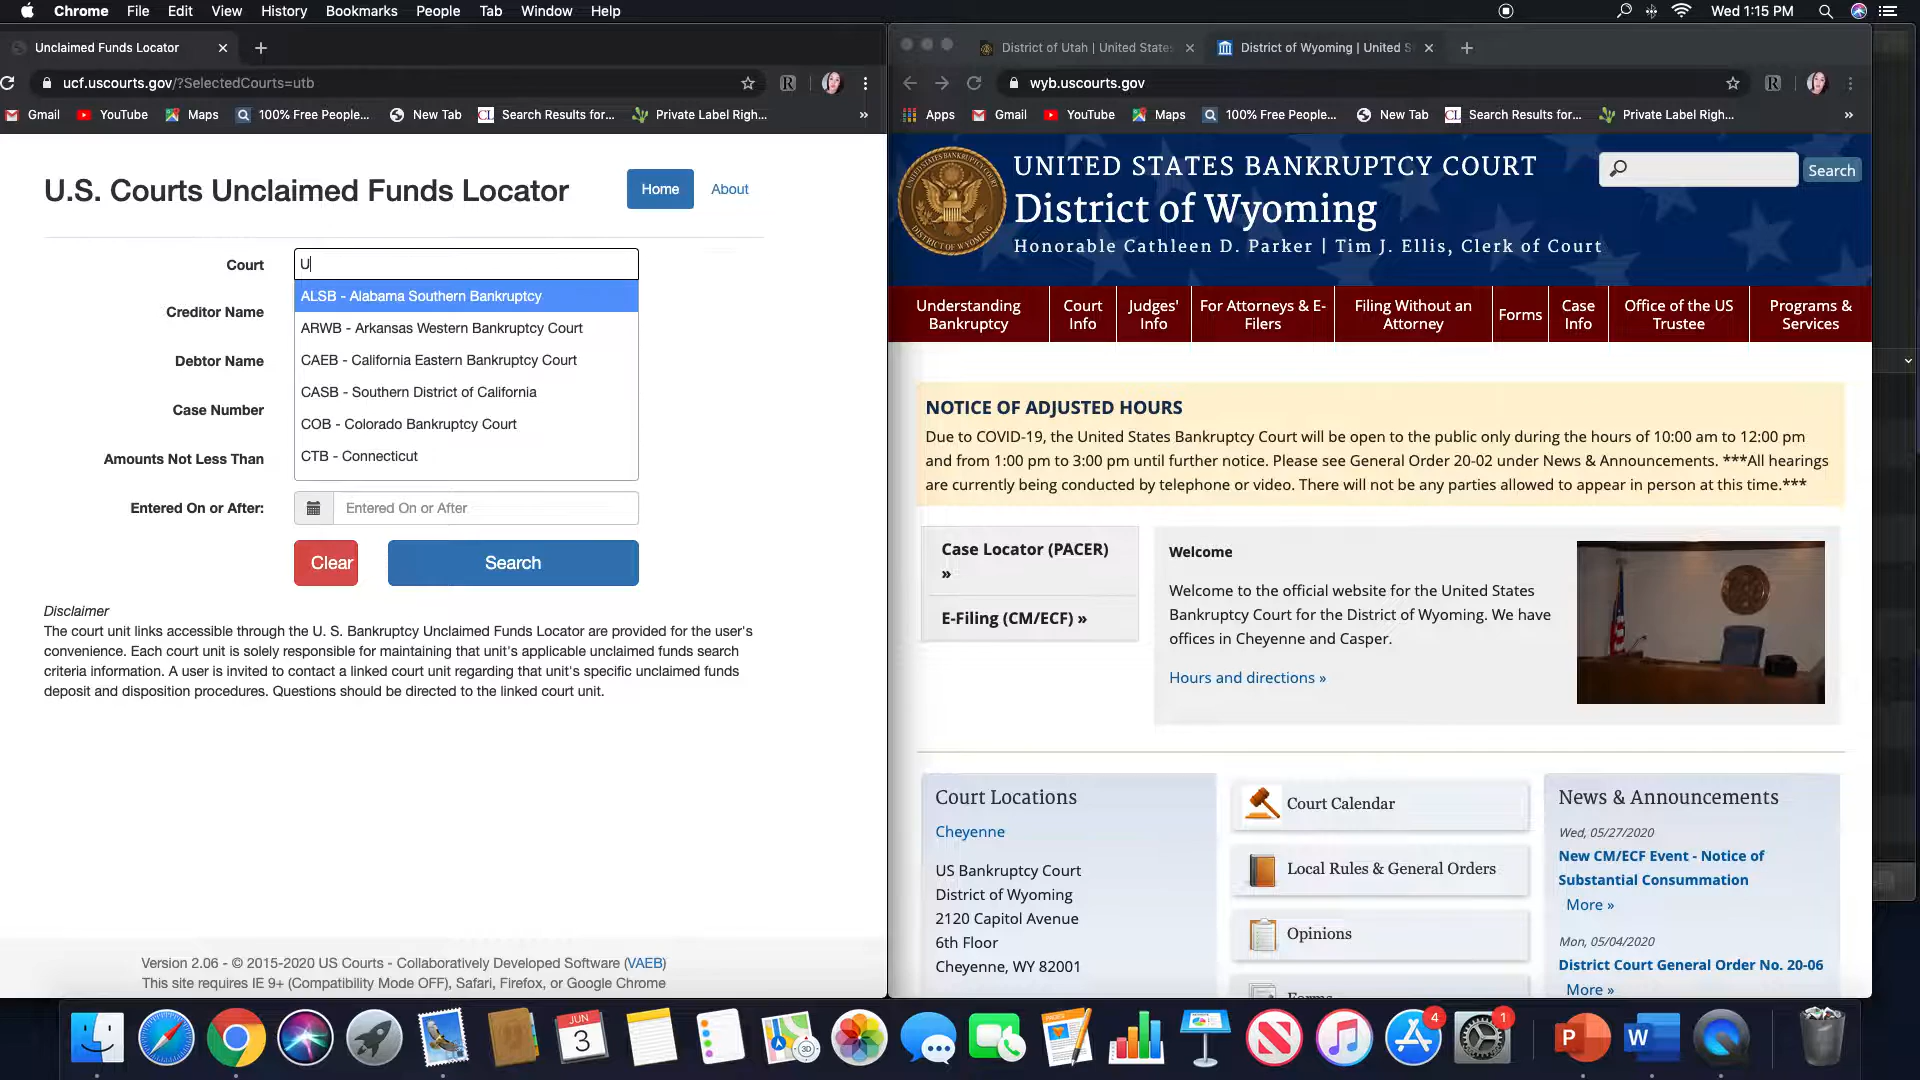 Chrome File Edit View History Bookmarks People Tab Window Help
Wed 1:15 PM
Unclaimed Funds Locator
ucf.uscourts.gov/?SelectedCourts=utb
Gmail YouTube Maps 100% Free People... New Tab Search Results for... Private Label Righ... »
U.S. Courts Unclaimed Funds Locator
Home About
Court
U
ALSB - Alabama Southern Bankruptcy
ARWB - Arkansas Western Bankruptcy Court
CAEB - California Eastern Bankruptcy Court
CASB - Southern District of California
COB - Colorado Bankruptcy Court
CTB - Connecticut
Creditor Name
Debtor Name
Case Number
Amounts Not Less Than
Entered On or After:
Entered On or After
Clear Search
Disclaimer
The court unit links accessible through the U. S. Bankruptcy Unclaimed Funds Locator are provided for the user's
convenience. Each court unit is solely responsible for maintaining that unit's applicable unclaimed funds search
criteria information. A user is invited to contact a linked court unit regarding that unit's specific unclaimed funds
deposit and disposition procedures. Questions should be directed to the linked court unit.
Version 2.06 - © 2015-2020 US Courts - Collaboratively Developed Software (VAEB)
This site requires IE 9+ (Compatibility Mode OFF), Safari, Firefox, or Google Chrome
District of Utah | United States
District of Wyoming | United S
wyb.uscourts.gov
Apps Gmail YouTube Maps 100% Free People... New Tab Search Results for... Private Label Righ... »
UNITED STATES BANKRUPTCY COURT
District of Wyoming
Honorable Cathleen D. Parker | Tim J. Ellis, Clerk of Court
Search
Understanding Bankruptcy
Court Info
Judges' Info
For Attorneys & E-Filers
Filing Without an Attorney
Forms
Case Info
Office of the US Trustee
Programs & Services
NOTICE OF ADJUSTED HOURS
Due to COVID-19, the United States Bankruptcy Court will be open to the public only during the hours of 10:00 am to 12:00 pm
and from 1:00 pm to 3:00 pm until further notice. Please see General Order 20-02 under News & Announcements. ***All hearings
are currently being conducted by telephone or video. There will not be any parties allowed to appear in person at this time.***
Case Locator (PACER)
»
E-Filing (CM/ECF) »
Welcome
Welcome to the official website for the United States
Bankruptcy Court for the District of Wyoming. We have
offices in Cheyenne and Casper.
Hours and directions »
Court Locations
Cheyenne
US Bankruptcy Court
District of Wyoming
2120 Capitol Avenue
6th Floor
Cheyenne, WY 82001
Court Calendar
Local Rules & General Orders
Opinions
Forms
News & Announcements
Wed, 05/27/2020
New CM/ECF Event - Notice of
Substantial Consummation
More »
Mon, 05/04/2020
District Court General Order No. 20-06
More »
JUN
3
4
1